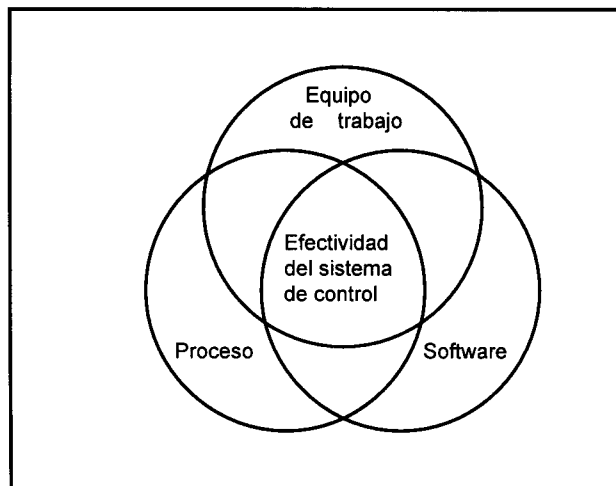 Equipo
de trabajo
Efectividad
del sistema
de control
Proceso
Software